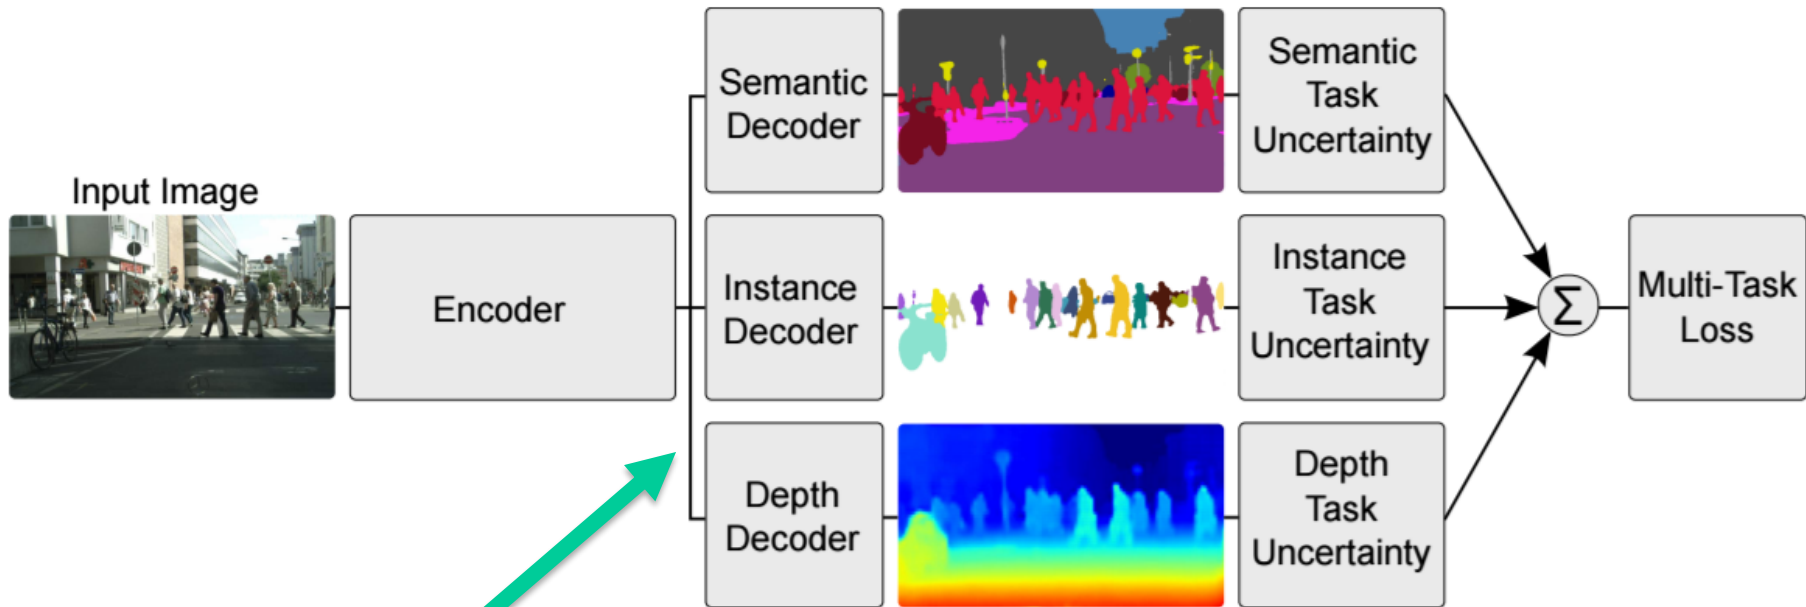 Input Image
Encoder
Semantic
Decoder
Semantic
Task
Uncertainty
Instance
Decoder
Instance
Task
Uncertainty
Depth
Decoder
Depth
Task
Uncertainty
Σ
Multi-Task
Loss